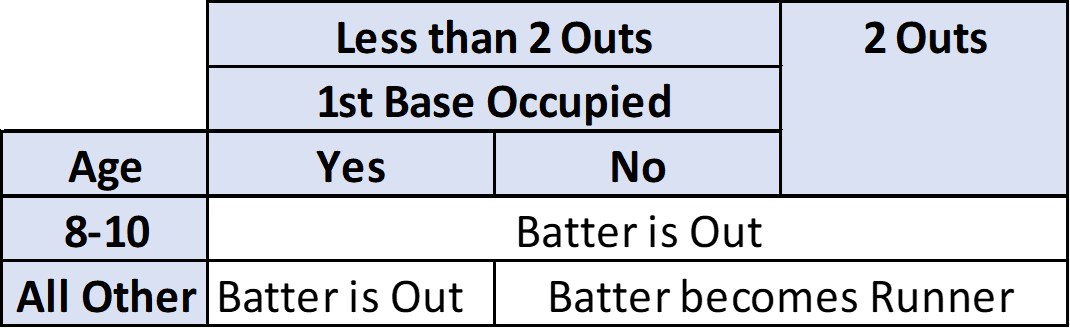 Less than 2 Outs 2 Outs
1st Base Occupied
Age Yes No
8-10 Batter is Out
All Other Batter is Out Batter becomes Runner